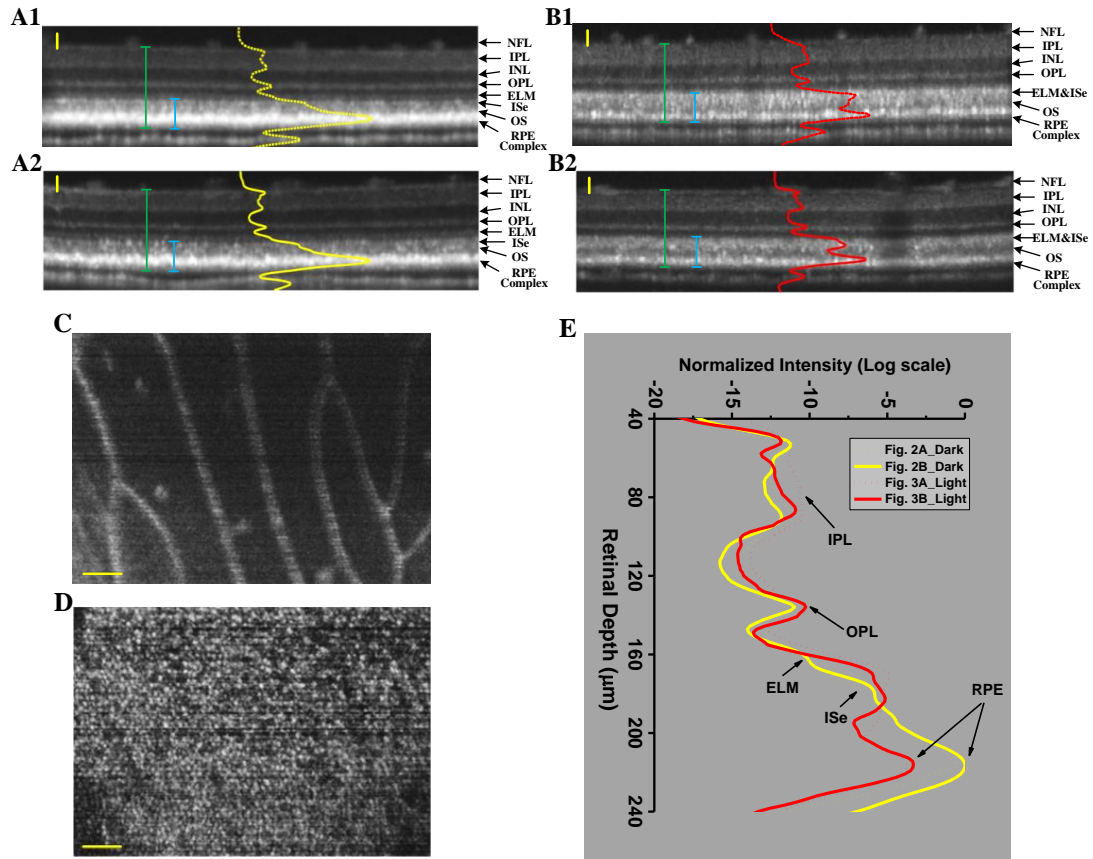 A1
NFL
IPL
INL
OPL
ELM
ISe
OS
RPE
Complex
B1
NFL
IPL
INL
OPL
ELM&ISe
OS
RPE
Complex
A2
NFL
IPL
INL
OPL
ELM
ISe
OS
RPE
Complex
B2
NFL
IPL
INL
OPL
ELM&ISe
OS
RPE
Complex
C
D
E
Normalized Intensity (Log scale)
-20
-15
-10
-5
0
40
80
120
160
200
240
Retinal Depth (μm)
Fig. 2A_Dark
Fig. 2B_Dark
Fig. 3A_Light
Fig. 3B_Light
IPL
OPL
ELM
ISe
RPE